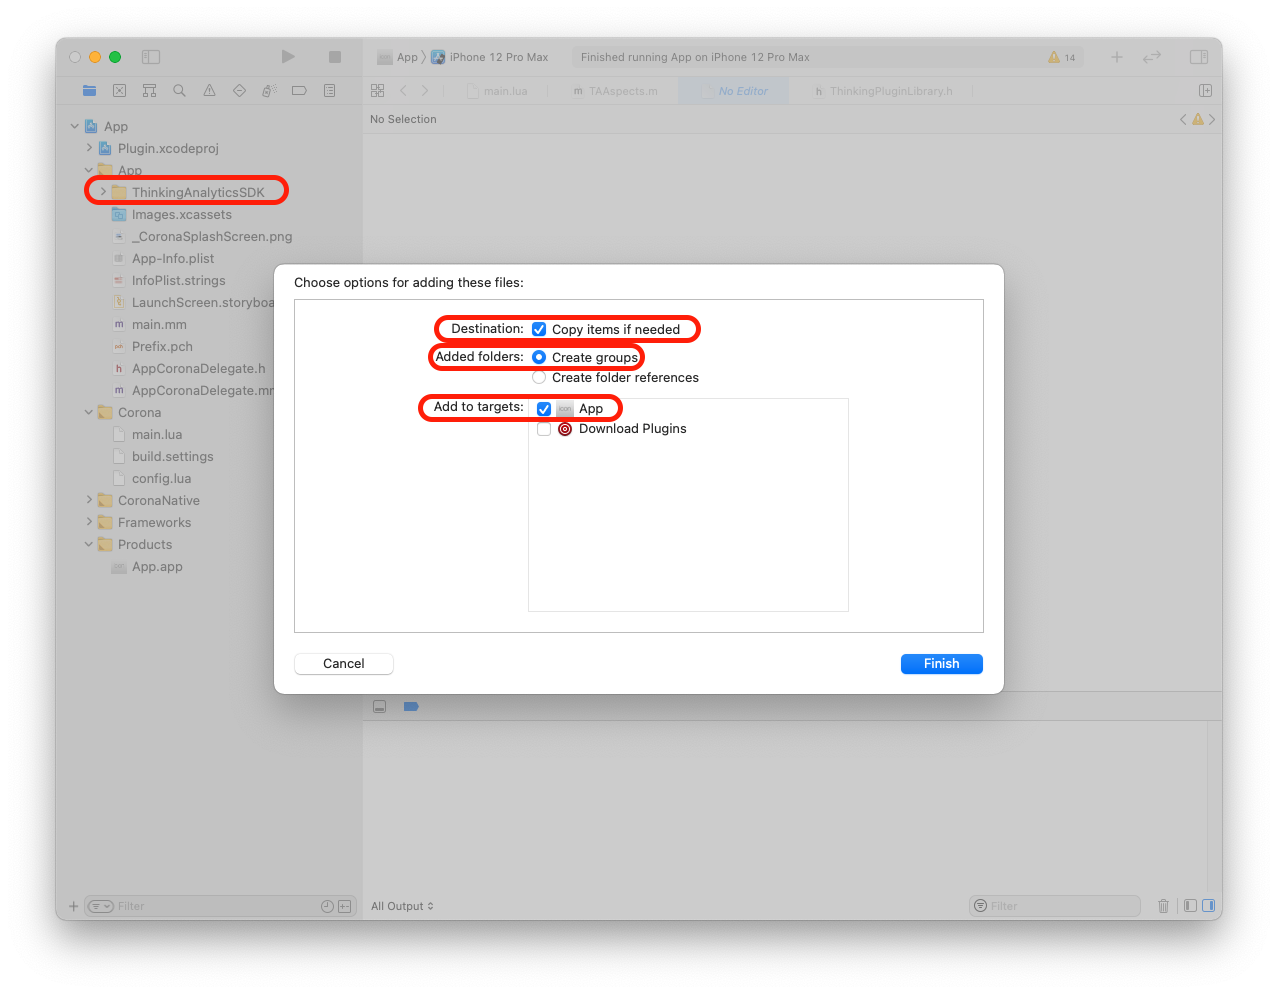 App
iPhone 12 Pro Max
Finished running App on iPhone 12 Pro Max
14
main.lua
m TAAspects.m
No Editor
h ThinkingPluginLibrary.h
No Selection
App
Plugin.xcodeproj
App
ThinkingAnalyticsSDK
Images.xcassets
_CoronaSplashScreen.png
App-Info.plist
InfoPlist.strings
LaunchScreen.storyboa
m main.mm
Prefix.pch
h AppCoronaDelegate.h
m AppCoronaDelegate.mm
Corona
main.lua
build.settings
config.lua
CoronaNative
Frameworks
Products
App.app
Choose options for adding these files:
Destination: Copy items if needed
Added folders: Create groups
Create folder references
Add to targets: App
Download Plugins
Cancel
Finish
Filter
All Output
Filter